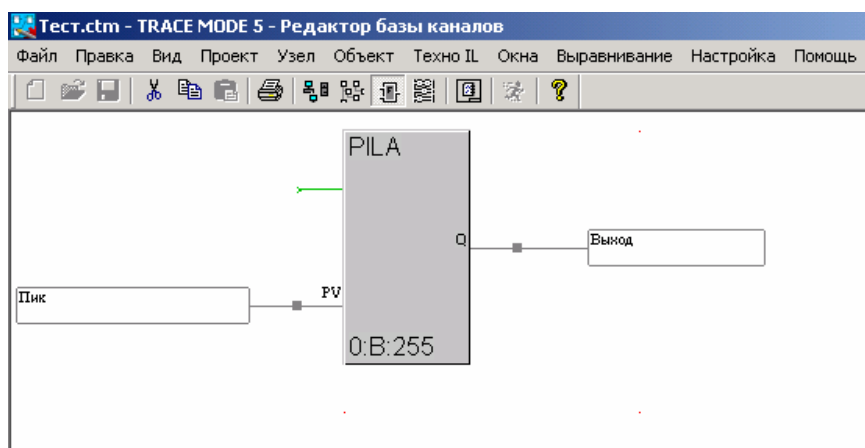 Тест.ctm - TRACE MODE 5 - Редактор базы каналов
Файл Правка Вид Проект Узел Объект Техно IL Окна Выравнивание Настройка Помощь
PILA
Q
Выход
Пик
PV
0:B:255